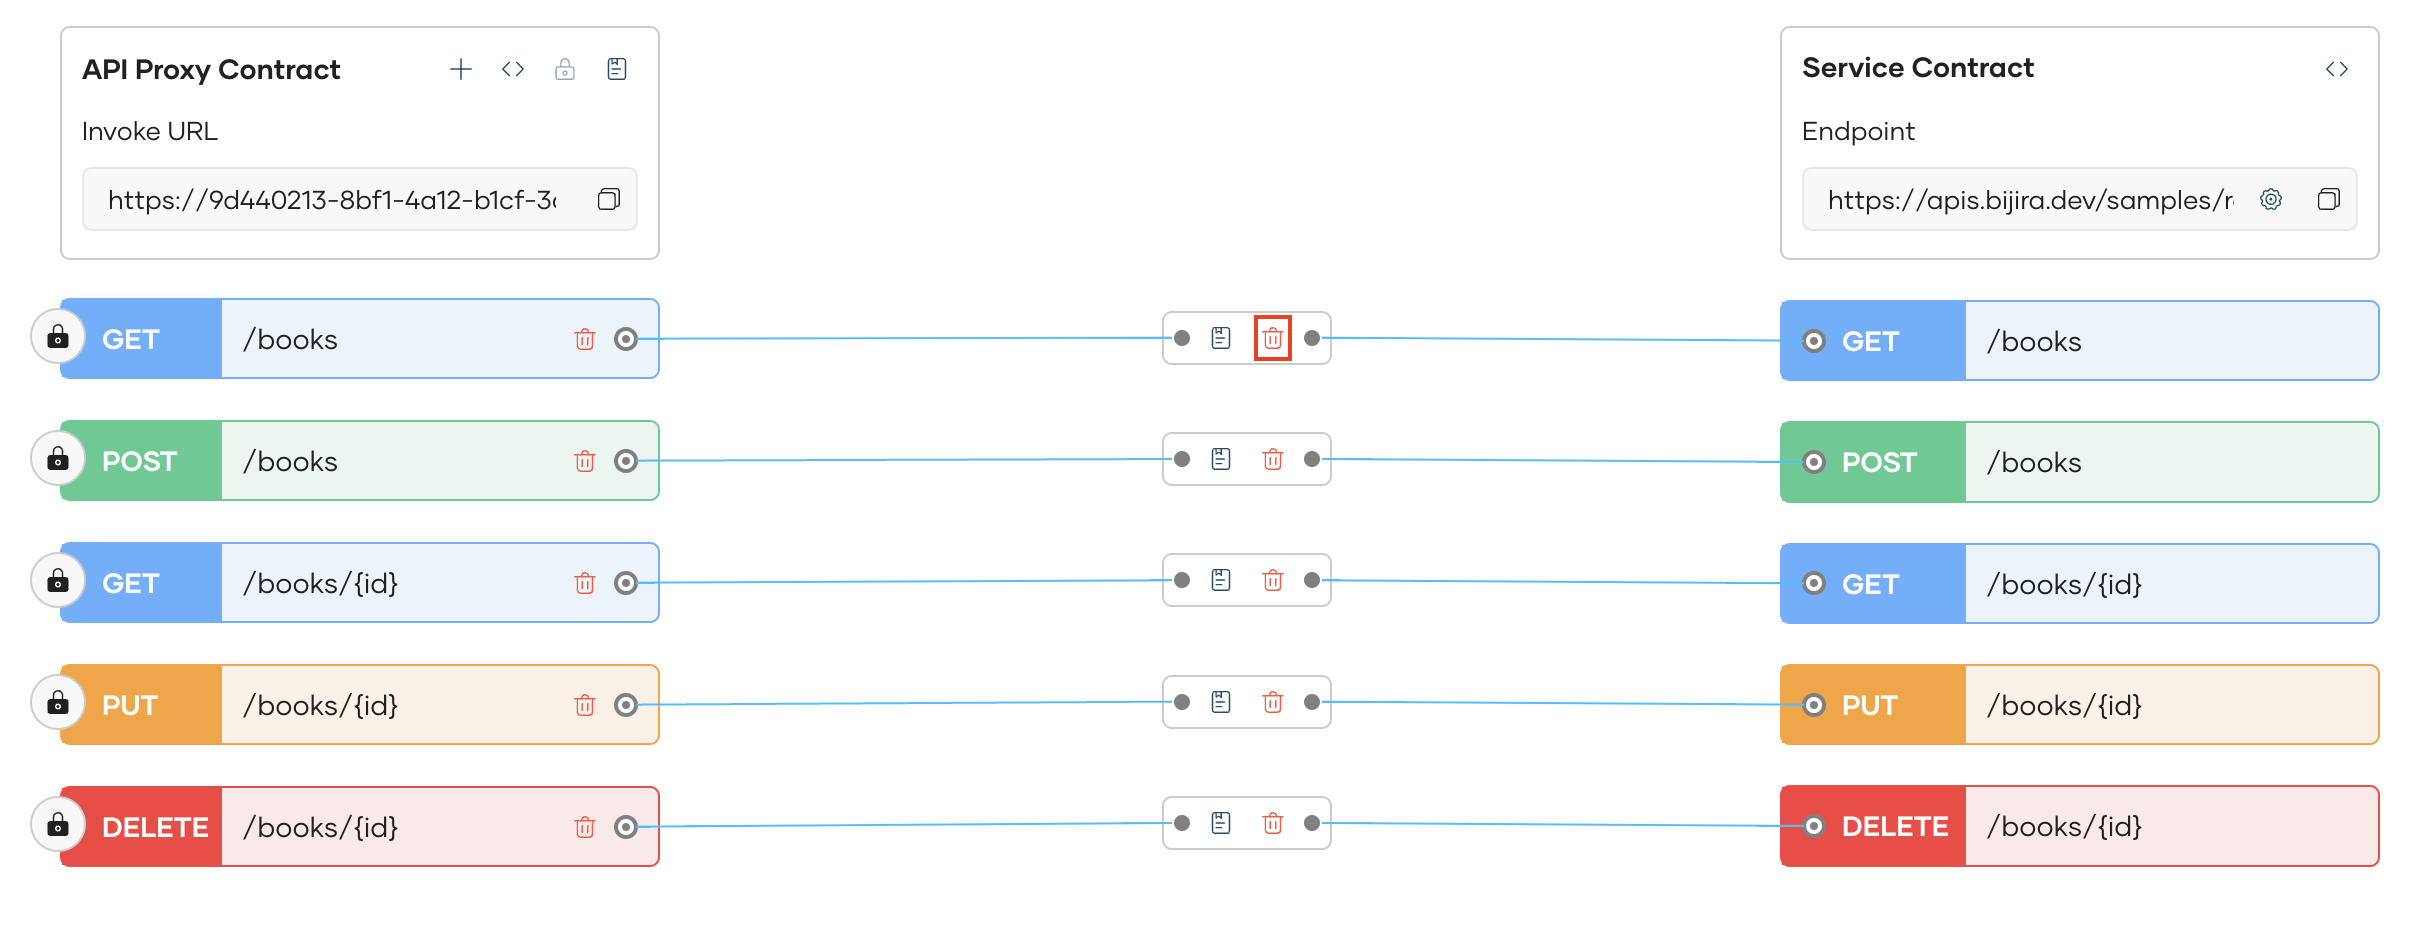 API Proxy Contract
Invoke URL
https://9d440213-8bf1-4a12-b1cf-3
Service Contract
Endpoint
https://apis.bijira.dev/samples/r
GET /books
GET /books
POST /books
POST /books
GET /books/{id}
GET /books/{id}
PUT /books/{id}
PUT /books/{id}
DELETE /books/{id}
DELETE /books/{id}